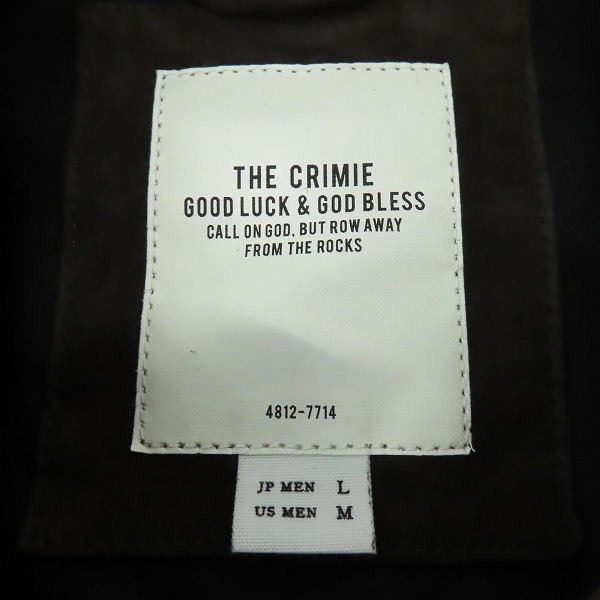 THE CRIMIE
GOOD LUCK & GOD BLESS
CALL ON GOD, BUT ROW AWAY
FROM THE ROCKS
4812-7714
JP MEN L
US MEN M